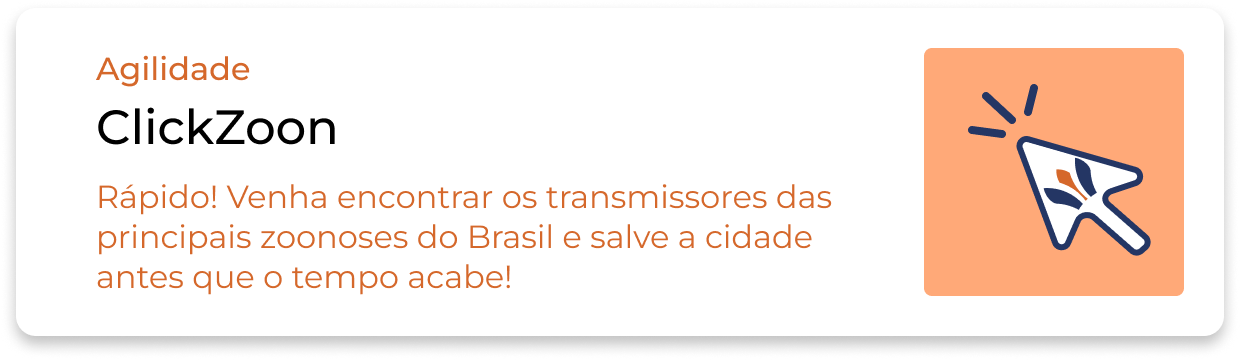 Agilidade
ClickZoon
Rápido! Venha encontrar os transmissores das
principais zoonoses do Brasil e salve a cidade
antes que o tempo acabe!